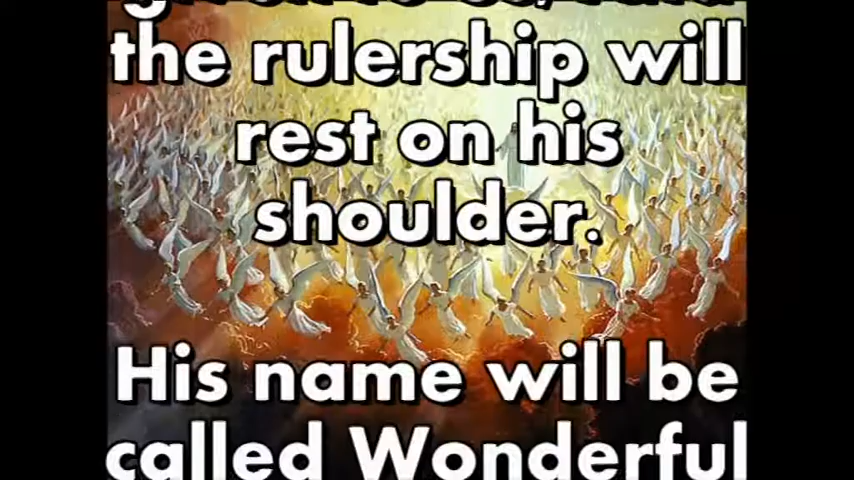 the rulership will
rest on his
shoulder.
His name will be
called Wonderful